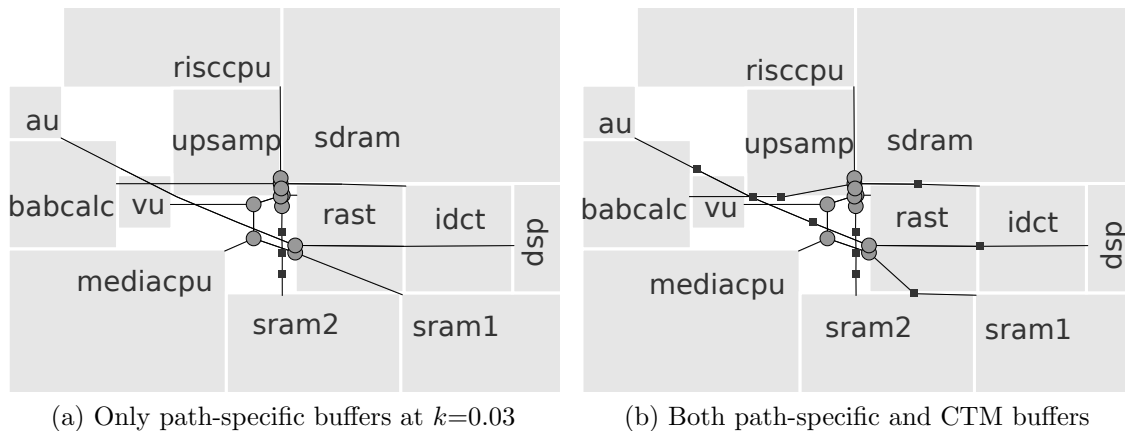 risccpu
au
upsamp
sdram
babcalc
vu
rast
idct
dsp
mediacpu
sram2
sram1
(a) Only path-specific buffers at k=0.03
risccpu
au
upsamp
sdram
babcalc
vu
rast
idct
dsp
mediacpu
sram2
sram1
(b) Both path-specific and CTM buffers